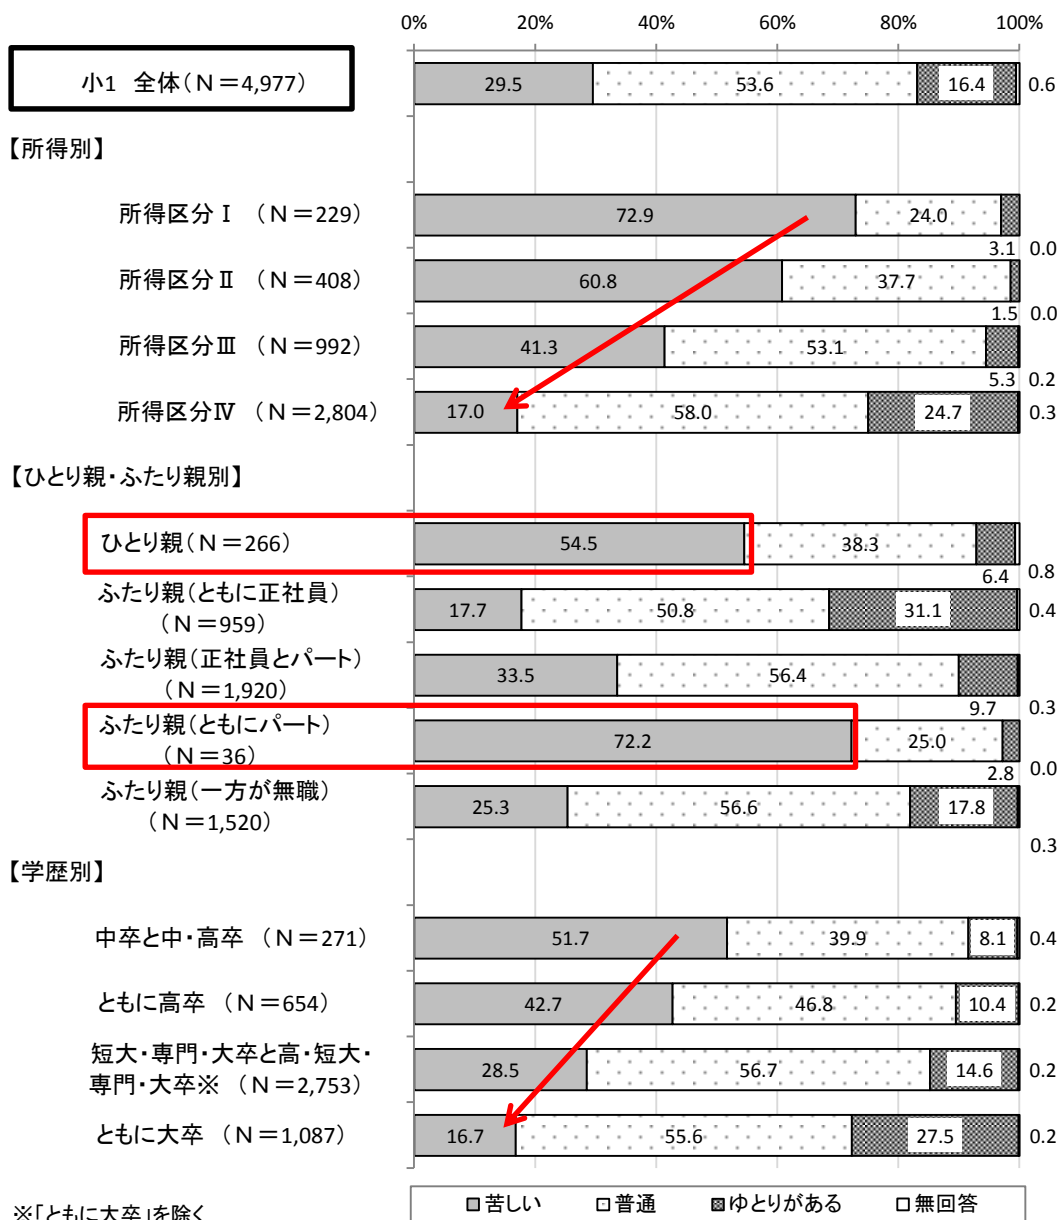 0% 20% 40% 60% 80% 100%
小1 全体(N=4,977) 29.5 53.6 16.4 0.6
【所得別】
所得区分Ⅰ (N=229) 72.9 24.0 3.1 0.0
所得区分Ⅱ (N=408) 60.8 37.7 1.5 0.0
所得区分Ⅲ (N=992) 41.3 53.1 5.3 0.2
所得区分Ⅳ (N=2,804) 17.0 58.0 24.7 0.3
【ひとり親・ふたり親別】
ひとり親(N=266) 54.5 38.3 6.4 0.8
ふたり親(ともに正社員)
(N=959) 17.7 50.8 31.1 0.4
ふたり親(正社員とパート)
(N=1,920) 33.5 56.4 9.7 0.3
ふたり親(ともにパート)
(N=36) 72.2 25.0 2.8 0.0
ふたり親(一方が無職)
(N=1,520) 25.3 56.6 17.8 0.3
【学歴別】
中卒と中・高卒 (N=271) 51.7 39.9 8.1 0.4
ともに高卒 (N=654) 42.7 46.8 10.4 0.2
短大・専門・大卒と高・短大・
専門・大卒※ (N=2,753) 28.5 56.7 14.6 0.2
ともに大卒 (N=1,087) 16.7 55.6 27.5 0.2
※「ともに大卒」を除く
苦しい 普通 ゆとりがある 無回答